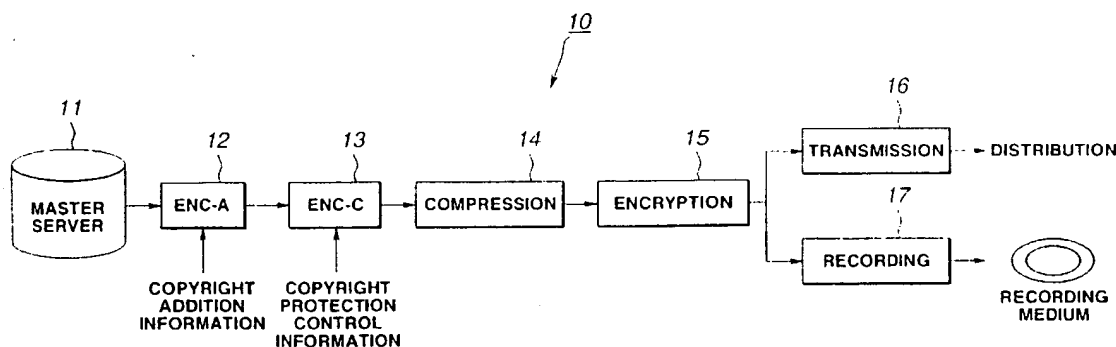 10
11
MASTER
SERVER
12
ENC-A
COPYRIGHT
ADDITION
INFORMATION
13
ENC-C
COPYRIGHT
PROTECTION
CONTROL
INFORMATION
14
COMPRESSION
15
ENCRYPTION
16
TRANSMISSION
DISTRIBUTION
17
RECORDING
RECORDING
MEDIUM